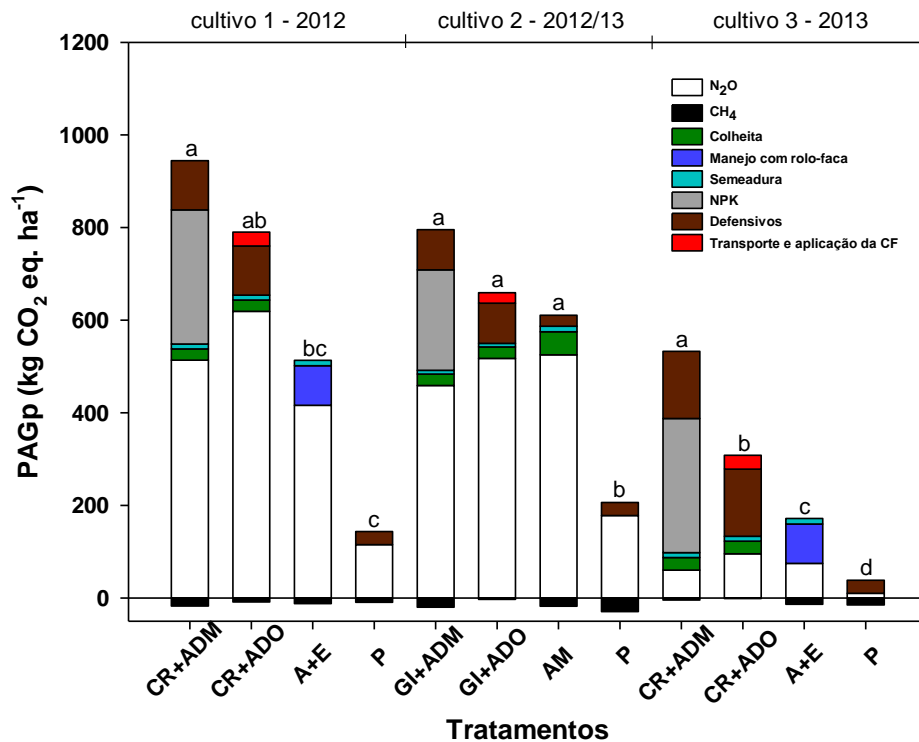 cultivo 1 - 2012 cultivo 2 - 2012/13 cultivo 3 - 2013
1200
1000
800
600
400
200
0
PAGp (kg CO₂ eq. ha⁻¹)
N₂O
CH₄
Colheita
Manejo com rolo-faca
Semeadura
NPK
Defensivos
Transporte e aplicação da CF
a ab bc c a a a b a b c d
CR+ADM CR+ADO A+E P GI+ADM GI+ADO AM P CR+ADM CR+ADO A+E P
Tratamentos